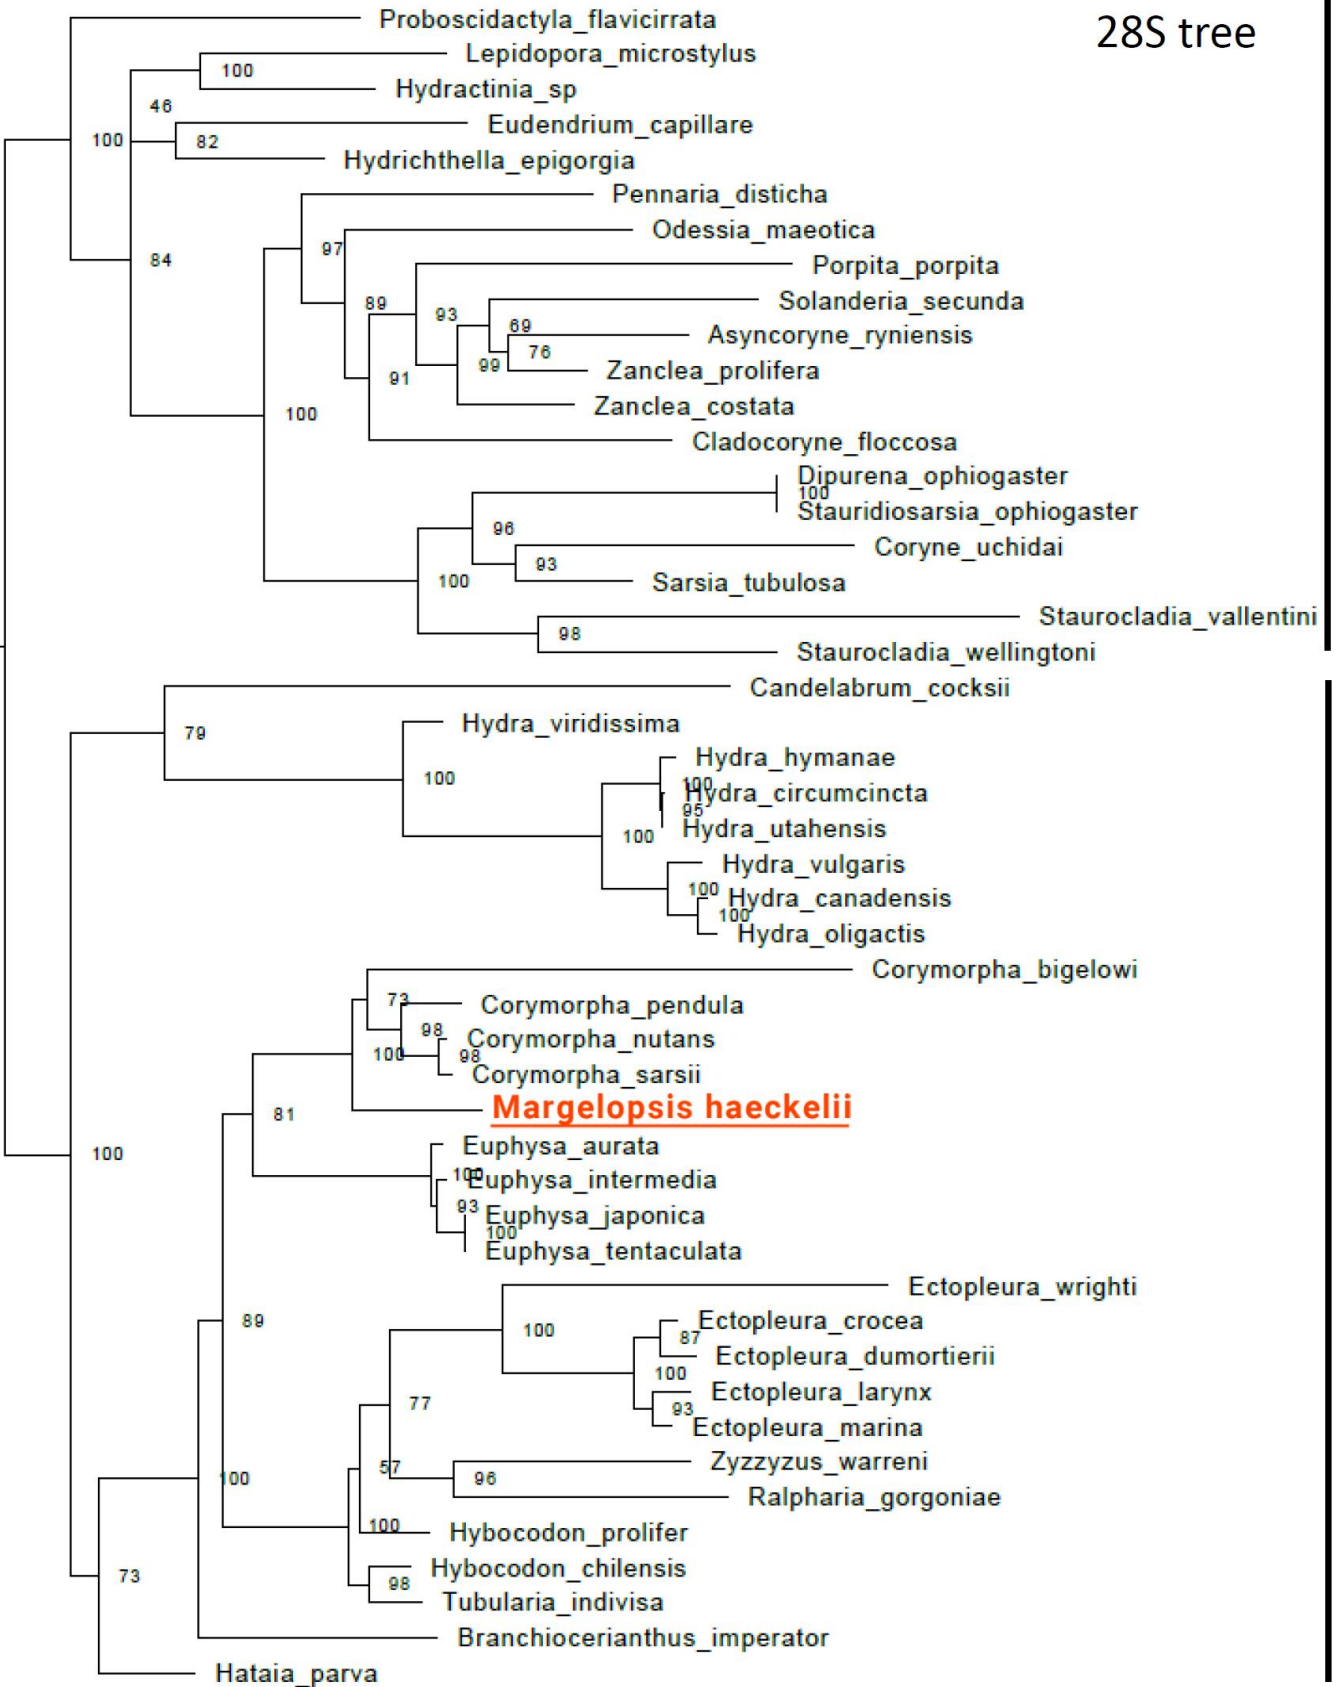 28S tree
Proboscidactyla_flavicirrata
Lepidopora_microstylus
100
Hydractinia_sp
46
Eudendrium_capillare
100
82
Hydrichthella_epigorgia
Pennaria_disticha
Odessia_maeotica
97
84
Porpita_porpita
Solanderia_secunda
89
93
69
Asyncoryne_ryniensis
76
99
Zanclea_prolifera
91
Zanclea_costata
100
Cladocoryne_floccosa
Dipurena_ophiogaster
100
Stauridiosarsia_ophiogaster
96
Coryne_uchidai
93
100
Sarsia_tubulosa
Staurocladia_vallentini
98
Staurocladia_wellingtoni
Candelabrum_cocksii
79
Hydra_viridissima
Hydra_hymanae
100
100
Hydra_circumcincta
95
100
Hydra_utahensis
Hydra_vulgaris
100
Hydra_canadensis
100
Hydra_oligactis
Corymorpha_bigelowi
73
Corymorpha_pendula
98
Corymorpha_nutans
100
98
Corymorpha_sarsii
Margelopsis haeckelii
81
Euphysa_aurata
100
100
Euphysa_intermedia
93
Euphysa_japonica
100
Euphysa_tentaculata
Ectopleura_wrighti
89
Ectopleura_crocea
100
87
Ectopleura_dumortierii
100
Ectopleura_larynx
77
93
Ectopleura_marina
Zyzzyzus_warreni
57
100
96
Ralpharia_gorgoniae
100
Hybocodon_prolifer
Hybocodon_chilensis
73
98
Tubularia_indivisa
Branchiocerianthus_imperator
Hataia_parva